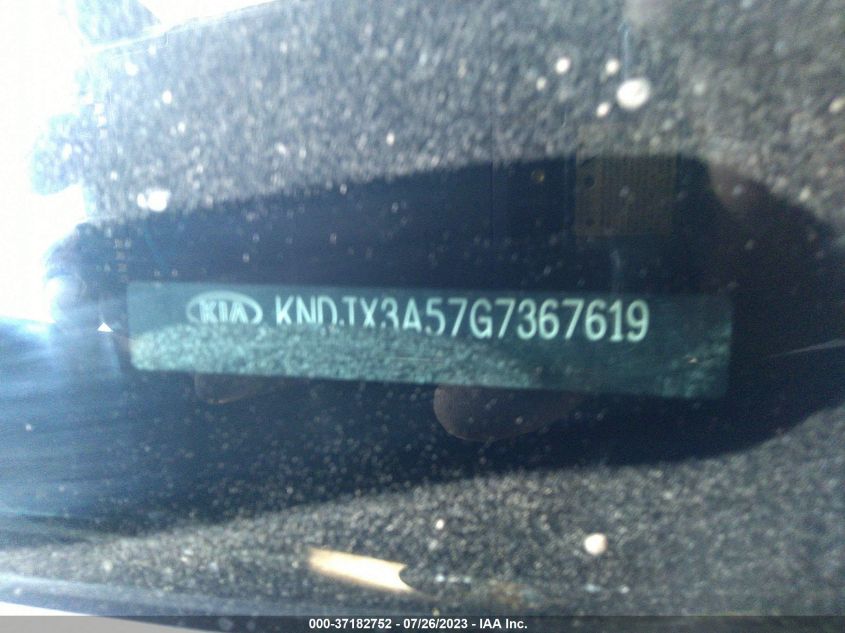 KIA KNDJX3A57G7367619
000-37182752 - 07/26/2023 - IAA Inc.